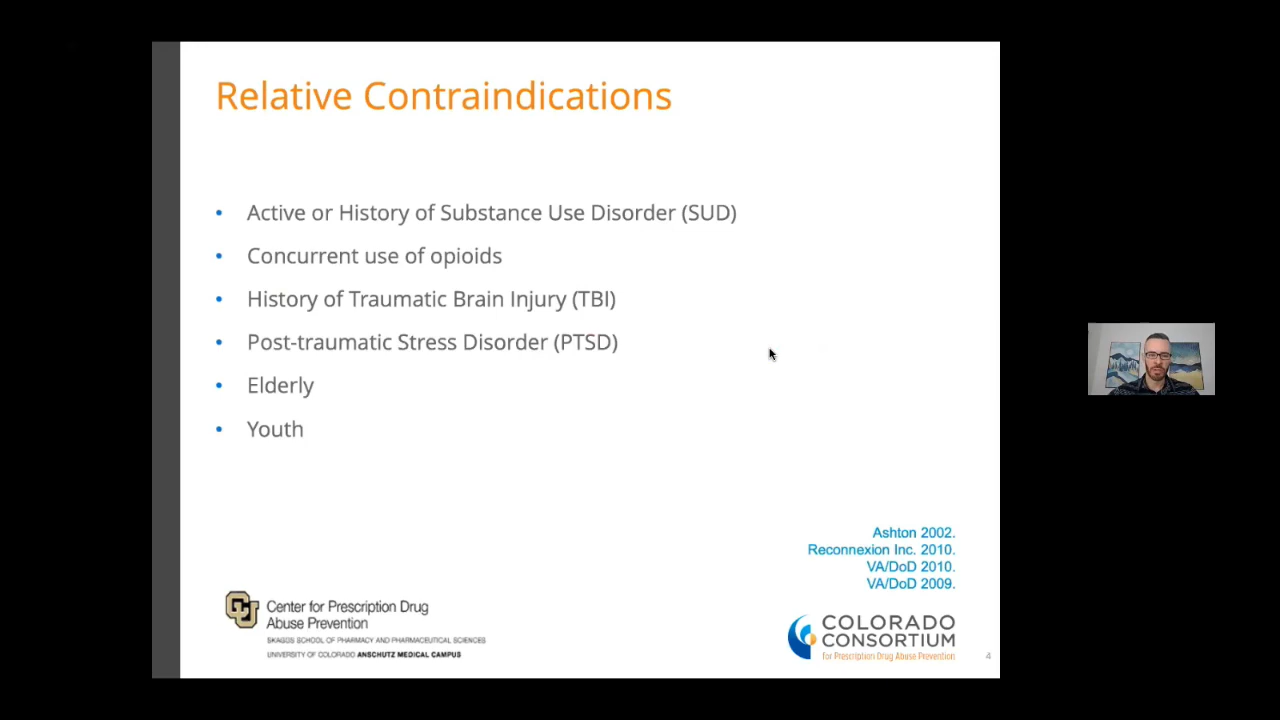 Relative Contraindications
• Active or History of Substance Use Disorder (SUD)
• Concurrent use of opioids
• History of Traumatic Brain Injury (TBI)
• Post-traumatic Stress Disorder (PTSD)
• Elderly
• Youth
Ashton 2002.
Reconnexion Inc. 2010.
VA/DoD 2010.
VA/DoD 2009.
CU
Center for Prescription Drug
Abuse Prevention
SKAGGS SCHOOL OF PHARMACY AND PHARMACEUTICAL SCIENCES
UNIVERSITY OF COLORADO ANSCHUTZ MEDICAL CAMPUS
COLORADO
CONSORTIUM
for Prescription Drug Abuse Prevention
4